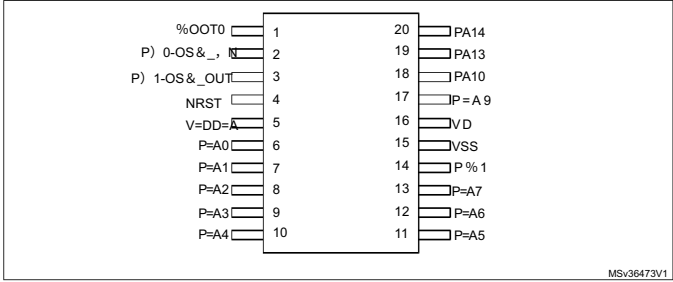 %OOT0 1 20 PA14
P）0-OS&_，N 2 19 PA13
P）1-OS&_OUT 3 18 PA10
NRST 4 17 P=A9
V=DD=A 5 16 VD
P=A0 6 15 VSS
P=A1 7 14 P%1
P=A2 8 13 P=A7
P=A3 9 12 P=A6
P=A4 10 11 P=A5
MSv36473V1